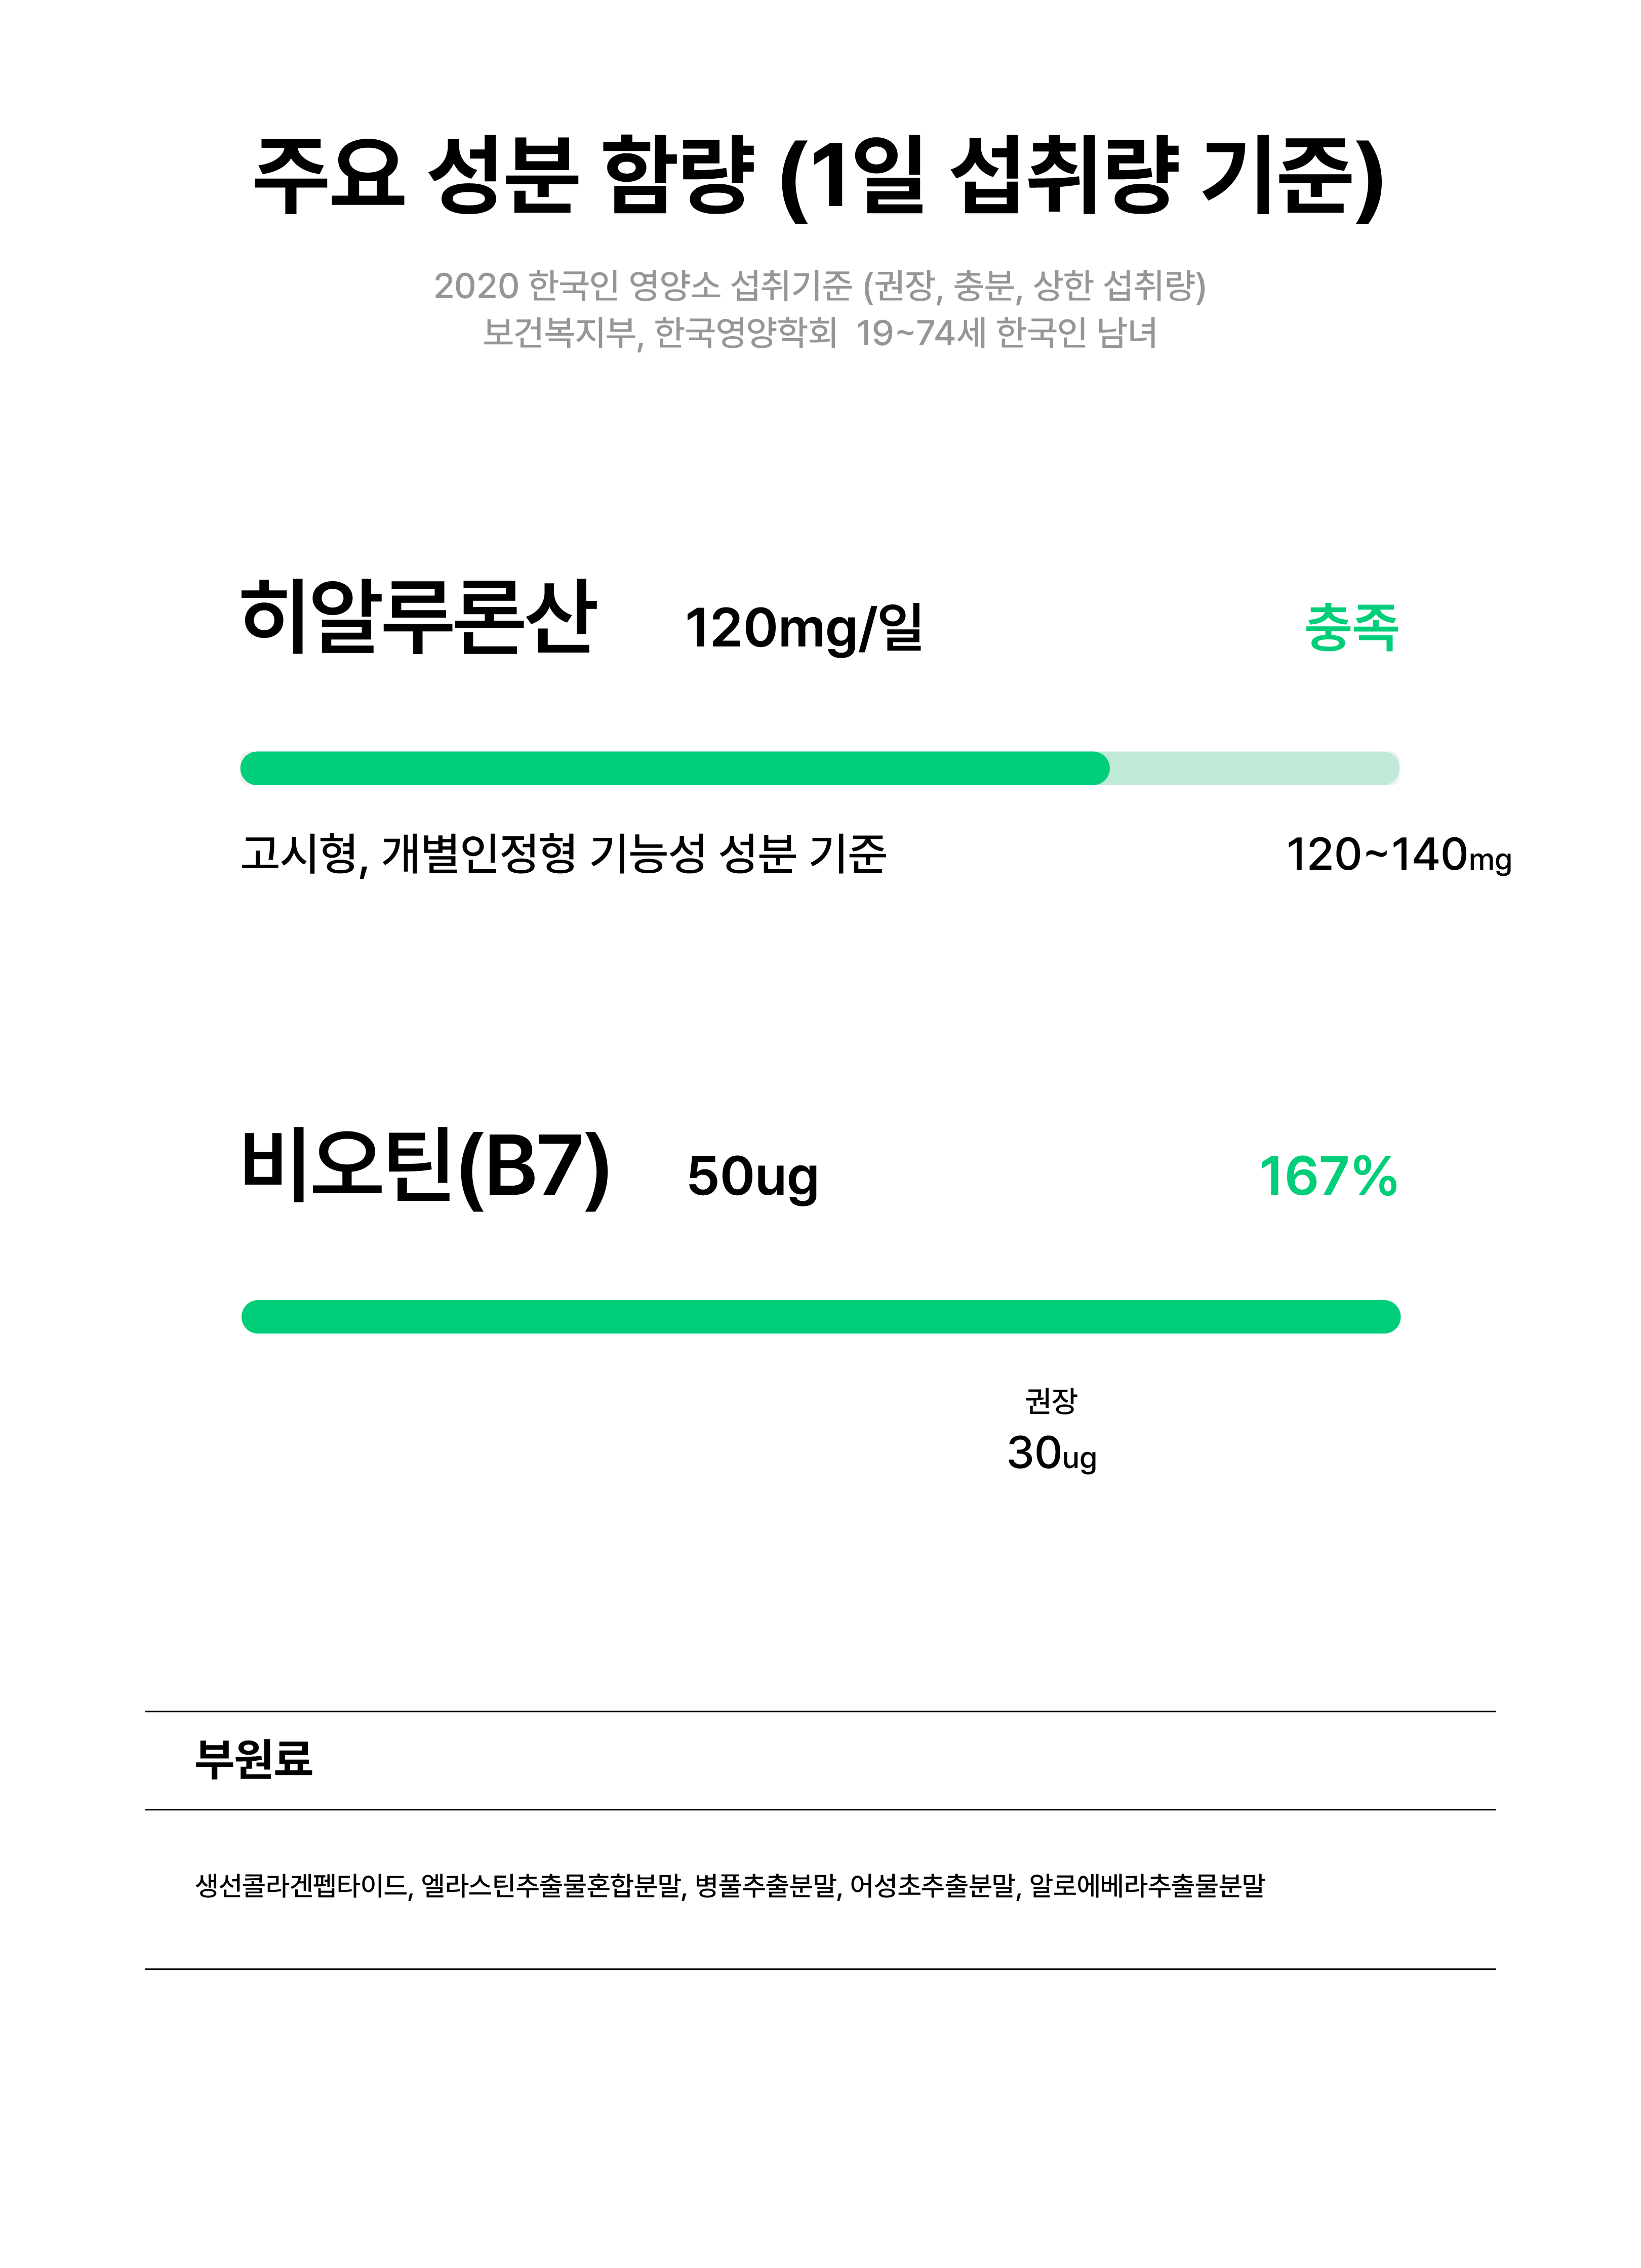 주요 성분 함량 (1일 섭취량 기준)
2020 한국인 영양소 섭취기준 (권장, 충분, 상한 섭취량)
보건복지부, 한국영양학회 19~74세 한국인 남녀
히알루론산 120mg/일 충족
고시형, 개별인정형 기능성 성분 기준 120~140mg
비오틴(B7) 50ug 167%
권장
30ug
부원료
생선콜라겐펩타이드, 엘라스틴추출물혼합분말, 병풀추출분말, 어성초추출분말, 알로에베라추출물분말